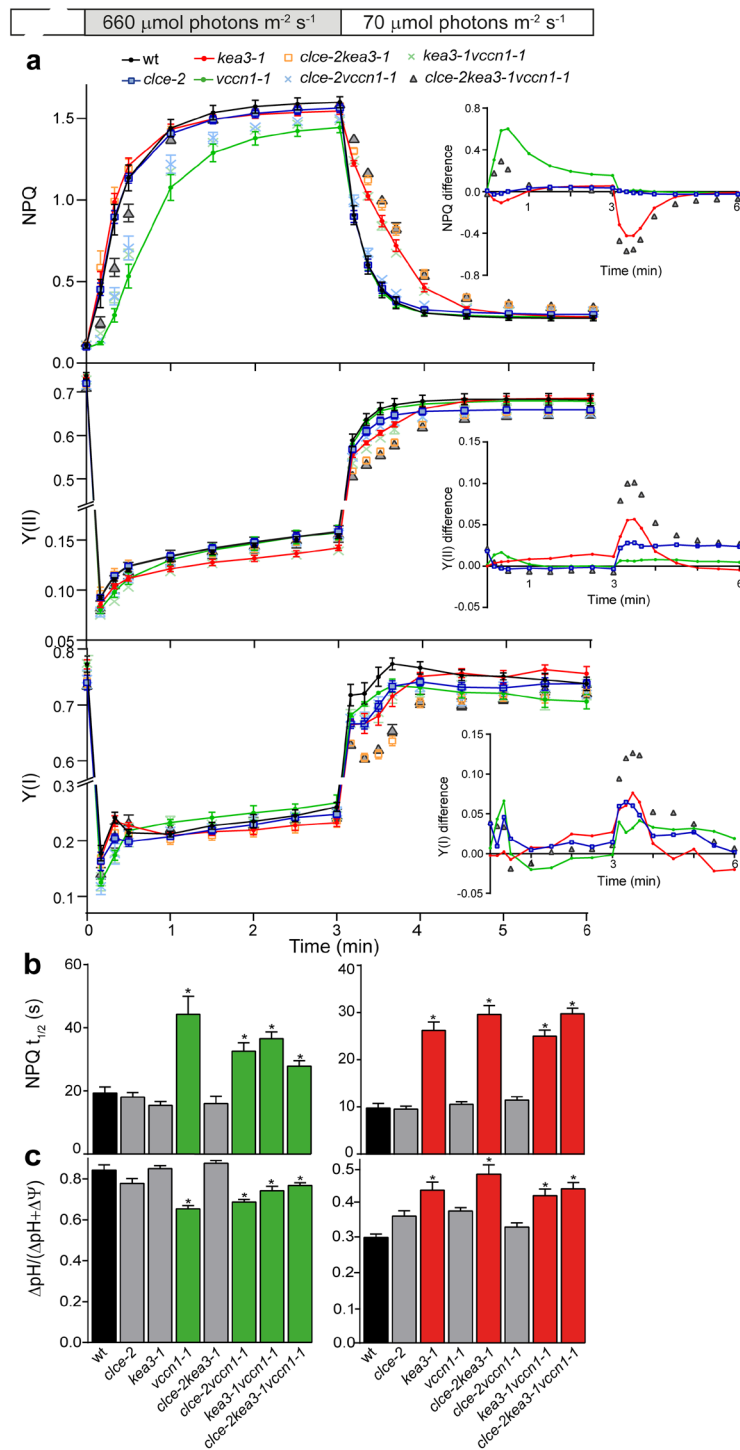 660 μmol photons m⁻² s⁻¹ 70 μmol photons m⁻² s⁻¹
a
wt kea3-1 clce-2kea3-1 kea3-1vccn1-1
clce-2 vccn1-1 clce-2vccn1-1 clce-2kea3-1vccn1-1
NPQ
1.5
1.0
0.5
0.0
NPQ difference
0.8
0.4
0.0
-0.4
-0.8
1 3 6
Time (min)
Y(II)
0.7
0.6
0.5
0.15
0.10
0.05
Y(II) difference
0.15
0.10
0.05
0.00
-0.05
1 3 6
Time (min)
Y(I)
0.8
0.7
0.6
0.3
0.2
0.1
Y(I) difference
0.15
0.10
0.05
0.00
-0.05
1 3 6
Time (min)
0 1 2 3 4 5 6
Time (min)
b
NPQ t1/2 (s)
60
40
20
0
* * * *
40
30
20
10
0
* * * *
c
ΔpH/(ΔpH+ΔΨ)
0.8
0.6
0.4
0.2
0.0
* * * *
0.5
0.4
0.3
0.2
0.1
0.0
* * * *
wt
clce-2
kea3-1
vccn1-1
clce-2kea3-1
clce-2vccn1-1
kea3-1vccn1-1
clce-2kea3-1vccn1-1
wt
clce-2
kea3-1
vccn1-1
clce-2kea3-1
clce-2vccn1-1
kea3-1vccn1-1
clce-2kea3-1vccn1-1